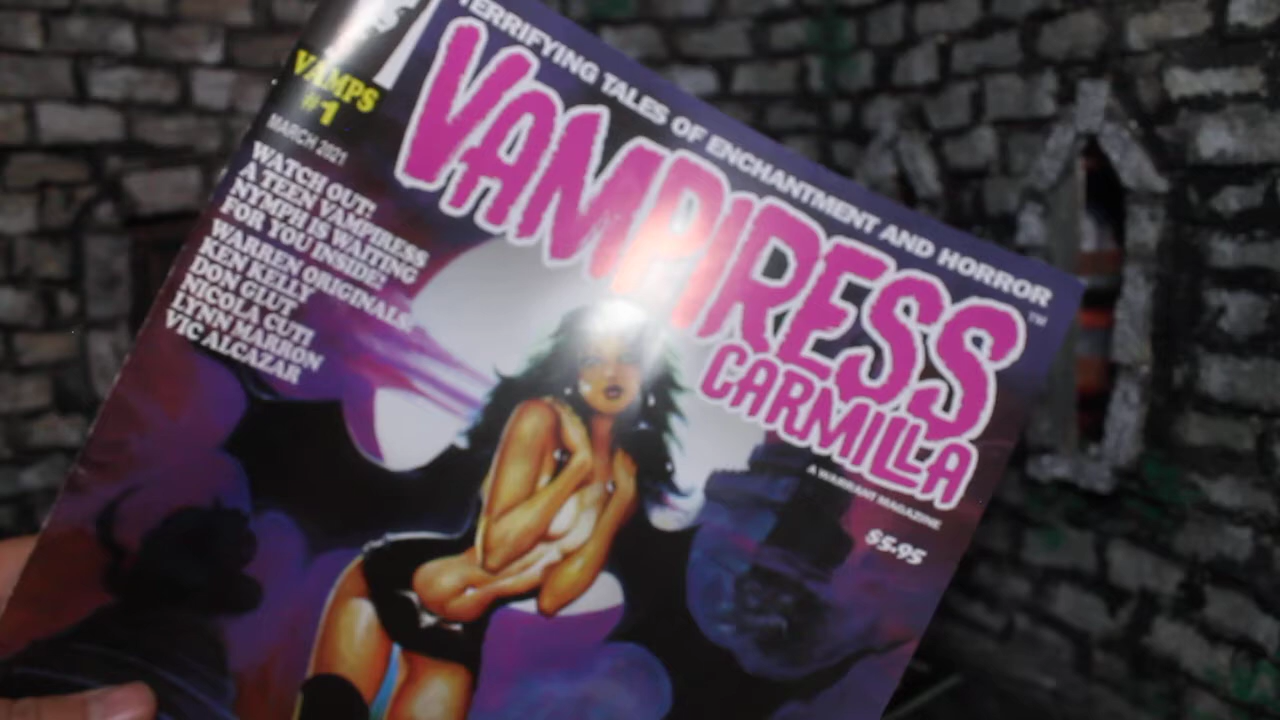 TERRIFYING TALES OF ENCHANTMENT AND HORROR
VAMPIRESS
TM
CARMILLA
A WARRANT MAGAZINE
$5.95
VAMPS
#1
MARCH 2021
WATCH OUT!
A TEEN VAMPIRESS
NYMPH IS WAITING
FOR YOU INSIDE!
WARREN ORIGINALS
KEN KELLY
DON GLUT
NICOLA CUTI
LYNN MARRON
VIC ALCAZAR